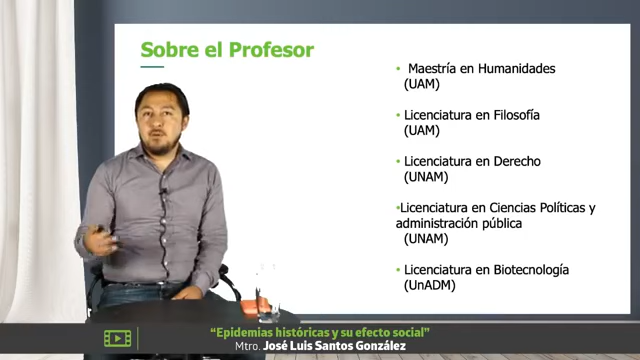 Sobre el Profesor
• Maestría en Humanidades
(UAM)
• Licenciatura en Filosofía
(UAM)
• Licenciatura en Derecho
(UNAM)
•Licenciatura en Ciencias Políticas y
administración pública
(UNAM)
• Licenciatura en Biotecnología
(UnADM)
“Epidemias históricas y su efecto social”
Mtro. José Luis Santos González